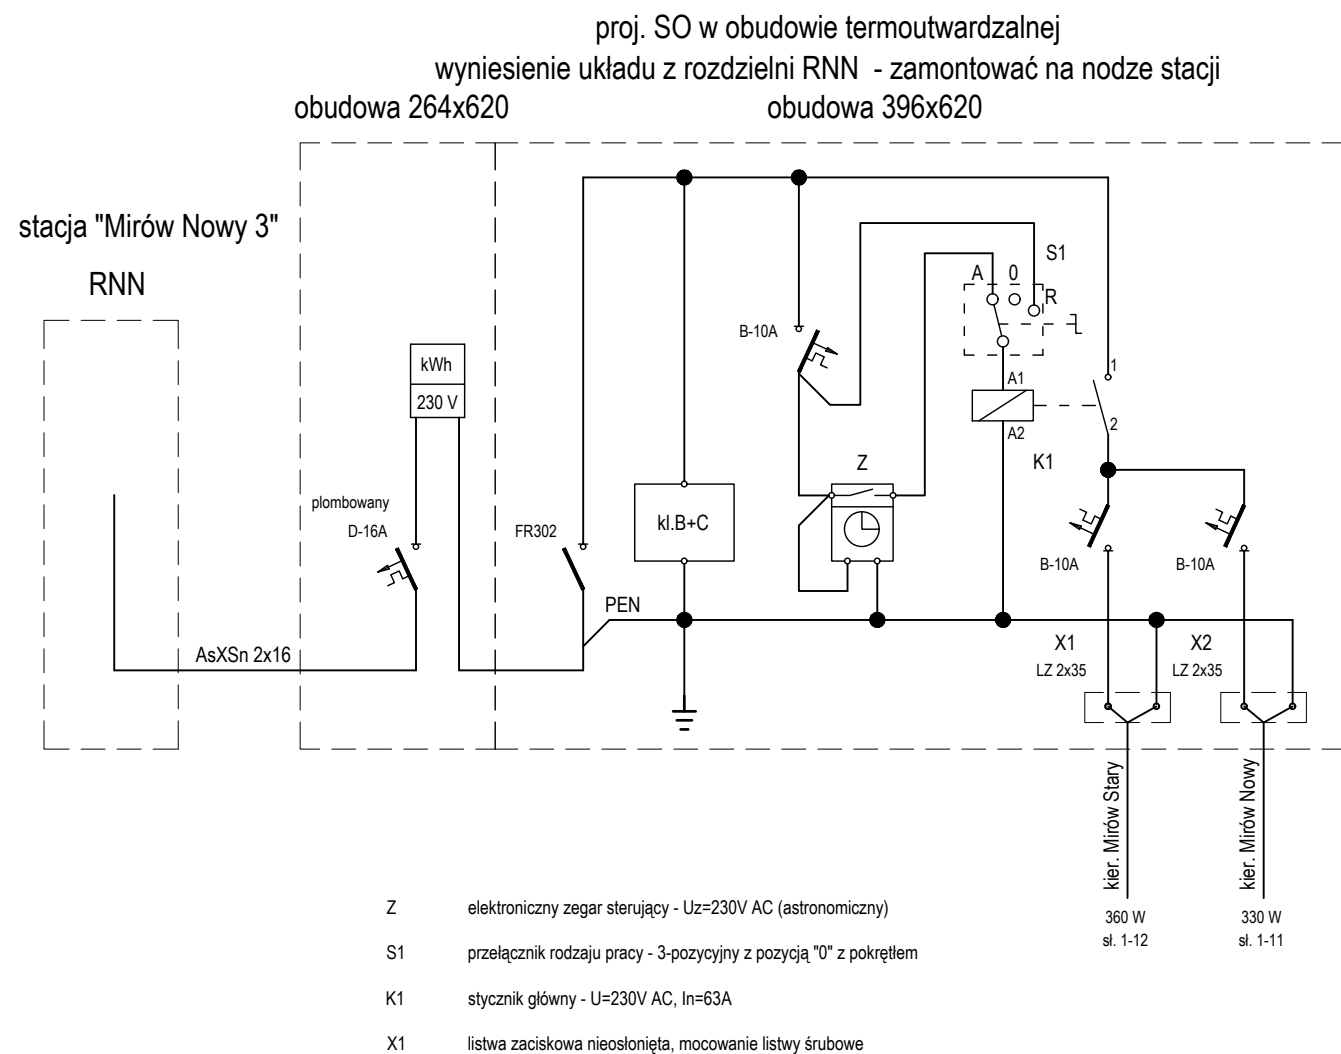 proj. SO w obudowie termoutwardzalnej
wyniesienie układu z rozdzielni RNN - zamontować na nodze stacji
obudowa 264x620
obudowa 396x620
stacja "Mirów Nowy 3"
RNN
kWh
230 V
plombowany
D-16A
AsXSn 2x16
FR302
PEN
kl.B+C
B-10A
Z
A
0
R
S1
A1
A2
K1
1
2
B-10A
B-10A
X1
LZ 2x35
X2
LZ 2x35
kier. Mirów Stary
kier. Mirów Nowy
360 W
sł. 1-12
330 W
sł. 1-11
Z elektroniczny zegar sterujący - Uz=230V AC (astronomiczny)
S1 przełącznik rodzaju pracy - 3-pozycyjny z pozycją "0" z pokrętłem
K1 stycznik główny - U=230V AC, In=63A
X1 listwa zaciskowa nieosłonięta, mocowanie listwy śrubowe